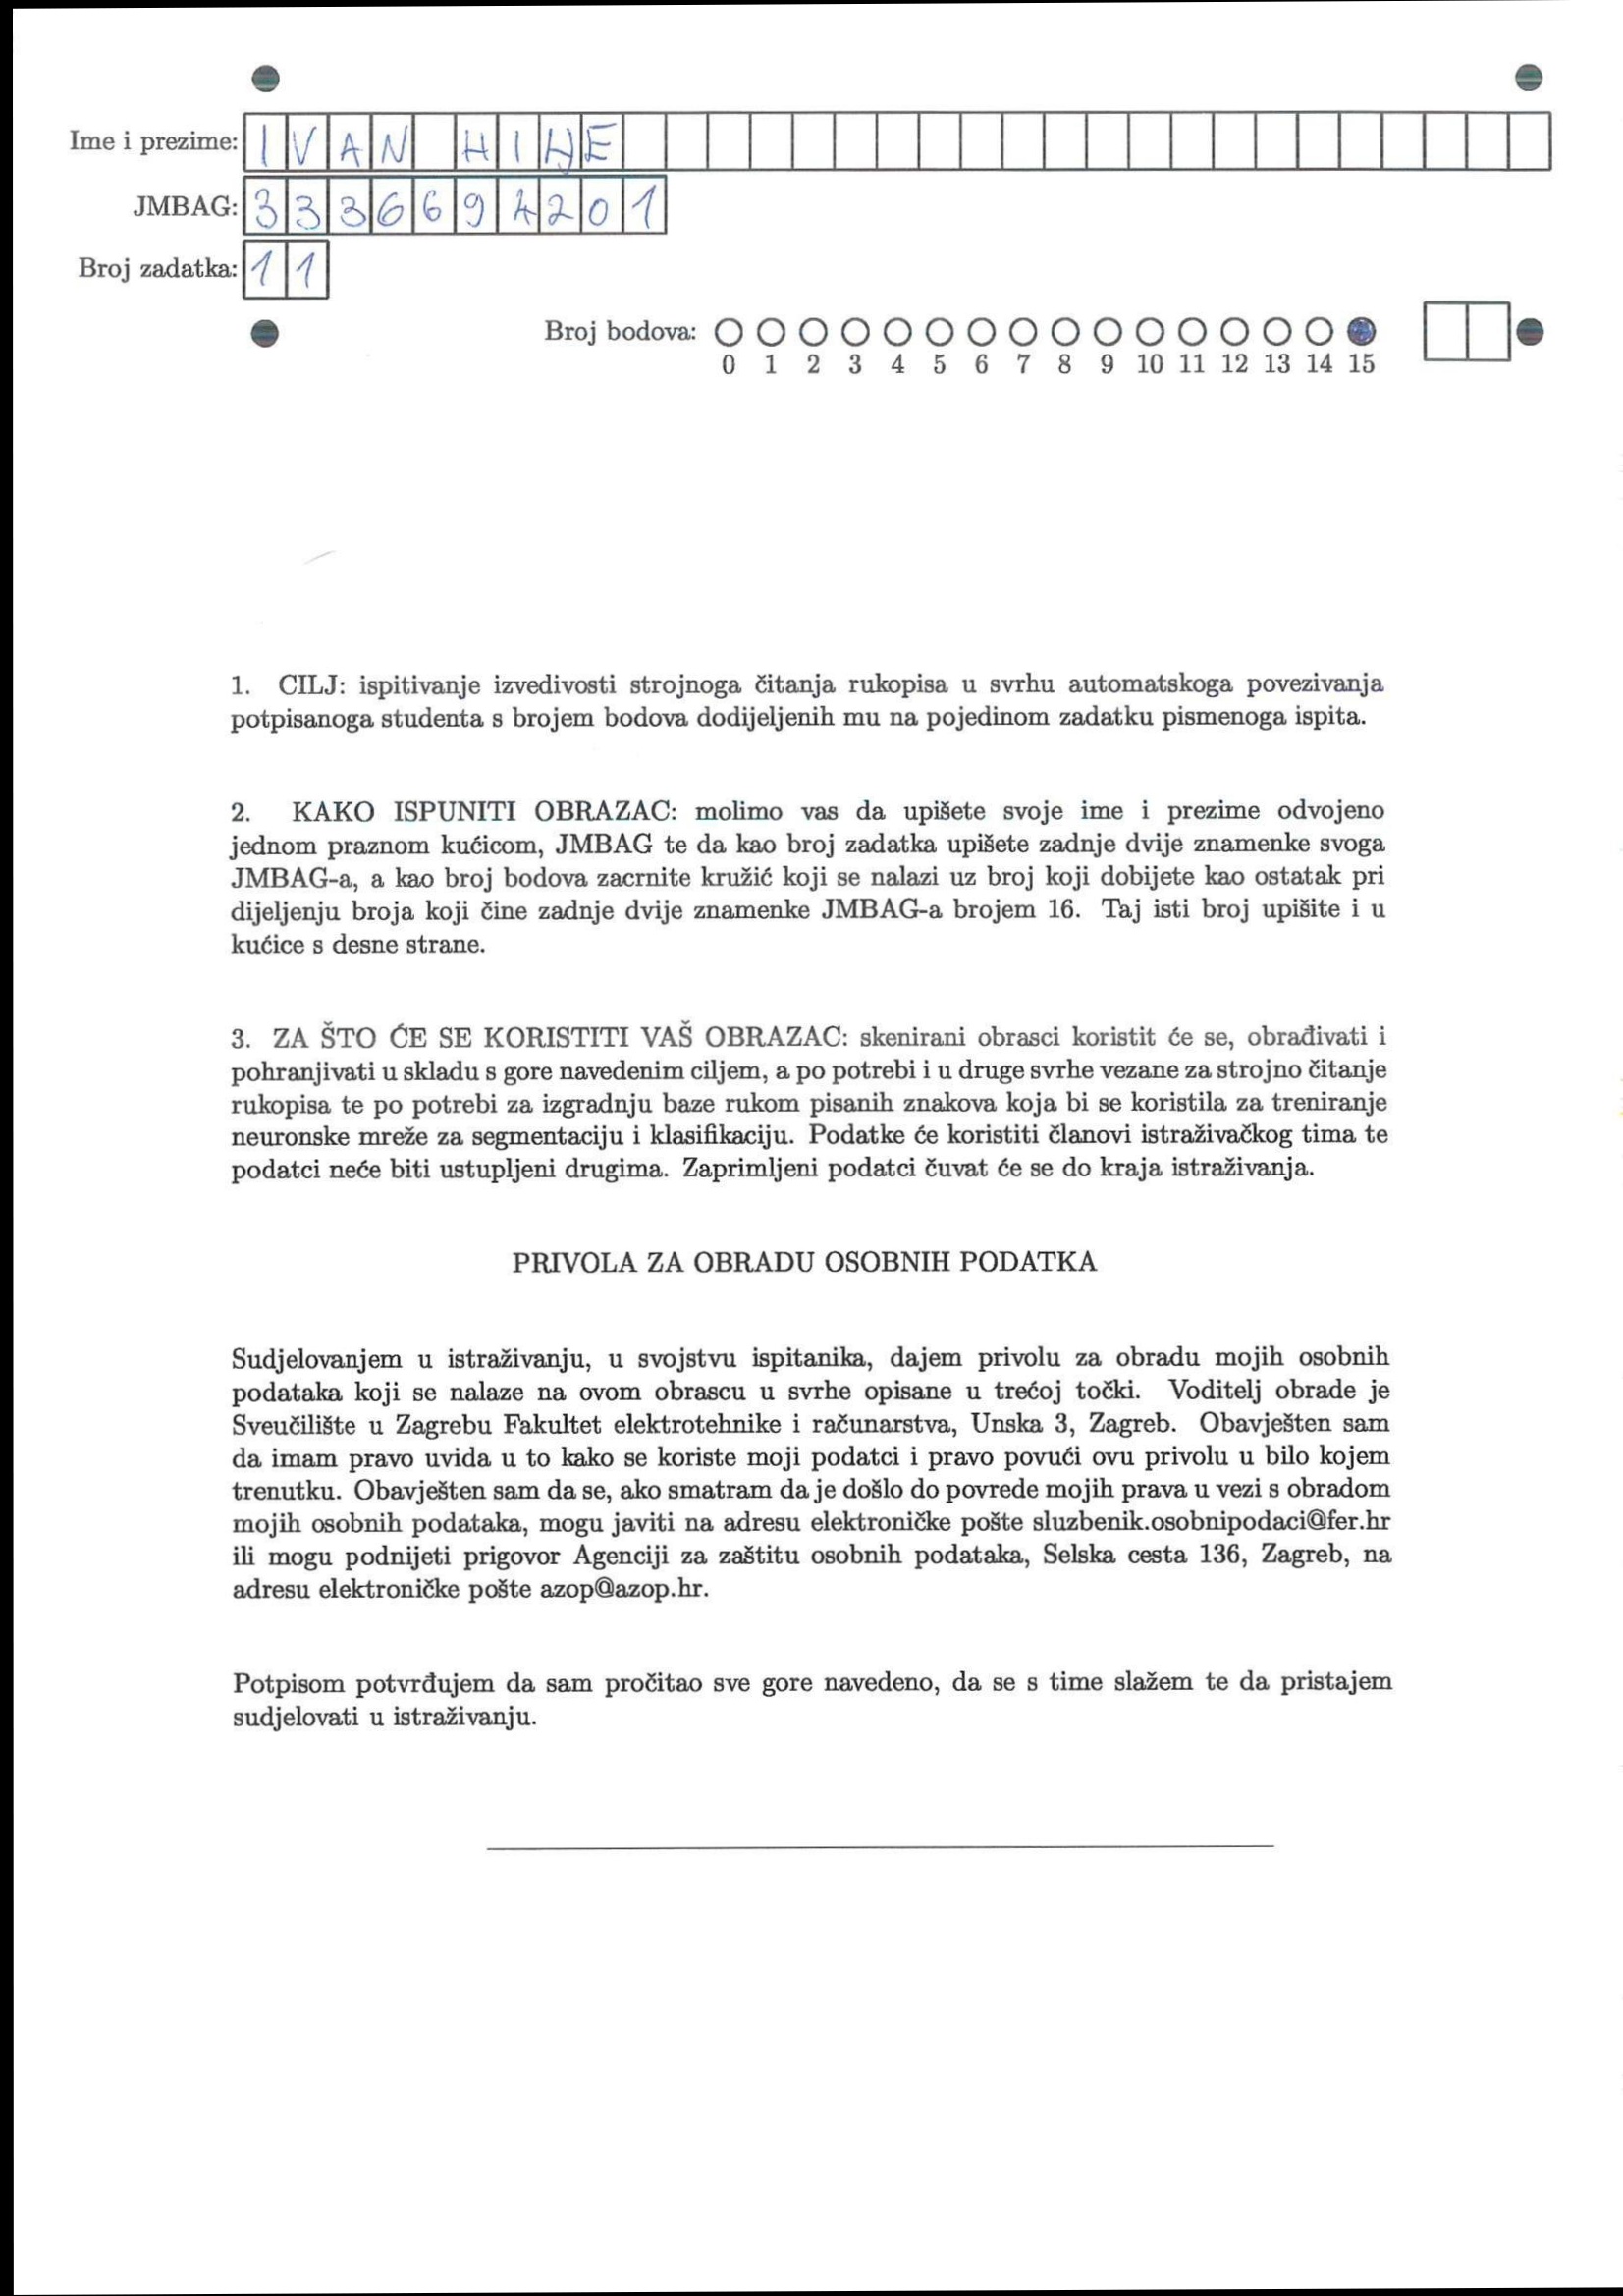 Ime i prezime: IVAN HINE
JMBAG: 3336694201
Broj zadatka: 11
Broj bodova:
0 1 2 3 4 5 6 7 8 9 10 11 12 13 14 15
1. CILJ: ispitivanje izvedivosti strojnoga čitanja rukopisa u svrhu automatskoga povezivanja
potpisanoga studenta s brojem bodova dodijeljenih mu na pojedinom zadatku pismenoga ispita.
2. KAKO ISPUNITI OBRAZAC: molimo vas da upišete svoje ime i prezime odvojeno
jednom praznom kućicom, JMBAG te da kao broj zadatka upišete zadnje dvije znamenke svoga
JMBAG-a, a kao broj bodova zacrnite kružić koji se nalazi uz broj koji dobijete kao ostatak pri
dijeljenju broja koji čine zadnje dvije znamenke JMBAG-a brojem 16. Taj isti broj upišite i u
kućice s desne strane.
3. ZA ŠTO ĆE SE KORISTITI VAŠ OBRAZAC: skenirani obrasci koristit će se, obrađivati i
pohranjivati u skladu s gore navedenim ciljem, a po potrebi i u druge svrhe vezane za strojno čitanje
rukopisa te po potrebi za izgradnju baze rukom pisanih znakova koja bi se koristila za treniranje
neuronske mreže za segmentaciju i klasifikaciju. Podatke će koristiti članovi istraživačkog tima te
podatci neće biti ustupljeni drugima. Zaprimljeni podatci čuvat će se do kraja istraživanja.
PRIVOLA ZA OBRADU OSOBNIH PODATKA
Sudjelovanjem u istraživanju, u svojstvu ispitanika, dajem privolu za obradu mojih osobnih
podataka koji se nalaze na ovom obrascu u svrhe opisane u trećoj točki. Voditelj obrade je
Sveučilište u Zagrebu Fakultet elektrotehnike i računarstva, Unska 3, Zagreb. Obavješten sam
da imam pravo uvida u to kako se koriste moji podatci i pravo povući ovu privolu u bilo kojem
trenutku. Obavješten sam da se, ako smatram da je došlo do povrede mojih prava u vezi s obradom
mojih osobnih podataka, mogu javiti na adresu elektroničke pošte sluzbenik.osobnipodaci@fer.hr
ili mogu podnijeti prigovor Agenciji za zaštitu osobnih podataka, Selska cesta 136, Zagreb, na
adresu elektroničke pošte azop@azop.hr.
Potpisom potvrđujem da sam pročitao sve gore navedeno, da se s time slažem te da pristajem
sudjelovati u istraživanju.